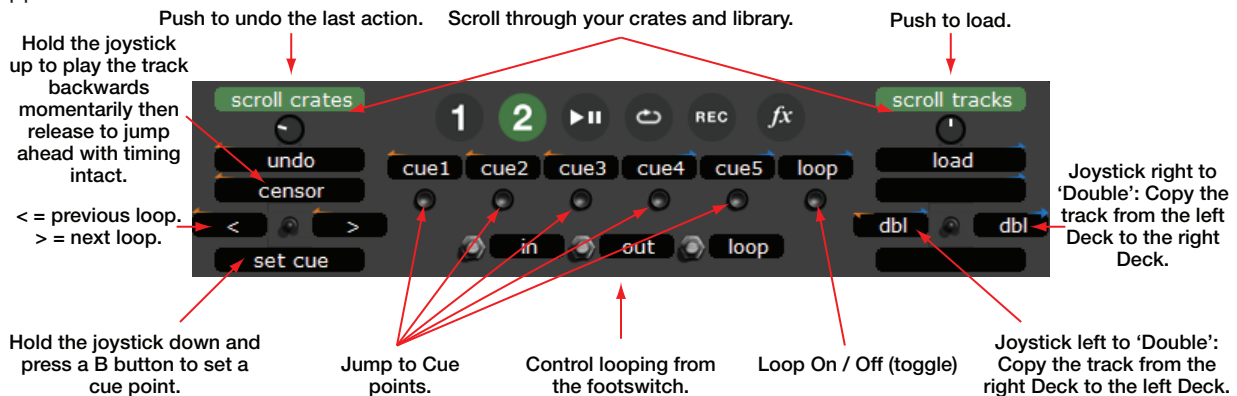 Push to undo the last action.
Scroll through your crates and library.
Push to load.
Hold the joystick
up to play the track
backwards
momentarily then
release to jump
ahead with timing
intact.
< = previous loop.
> = next loop.
Hold the joystick down and
press a B button to set a
cue point.
scroll crates
undo
censor
<
>
set cue
1
2
REC
fx
cue1
cue2
cue3
cue4
cue5
loop
in
out
loop
scroll tracks
load
dbl
dbl
Joystick right to
‘Double’: Copy the
track from the left
Deck to the right
Deck.
Jump to Cue
points.
Control looping from
the footswitch.
Loop On / Off (toggle)
Joystick left to ‘Double’:
Copy the track from the
right Deck to the left Deck.